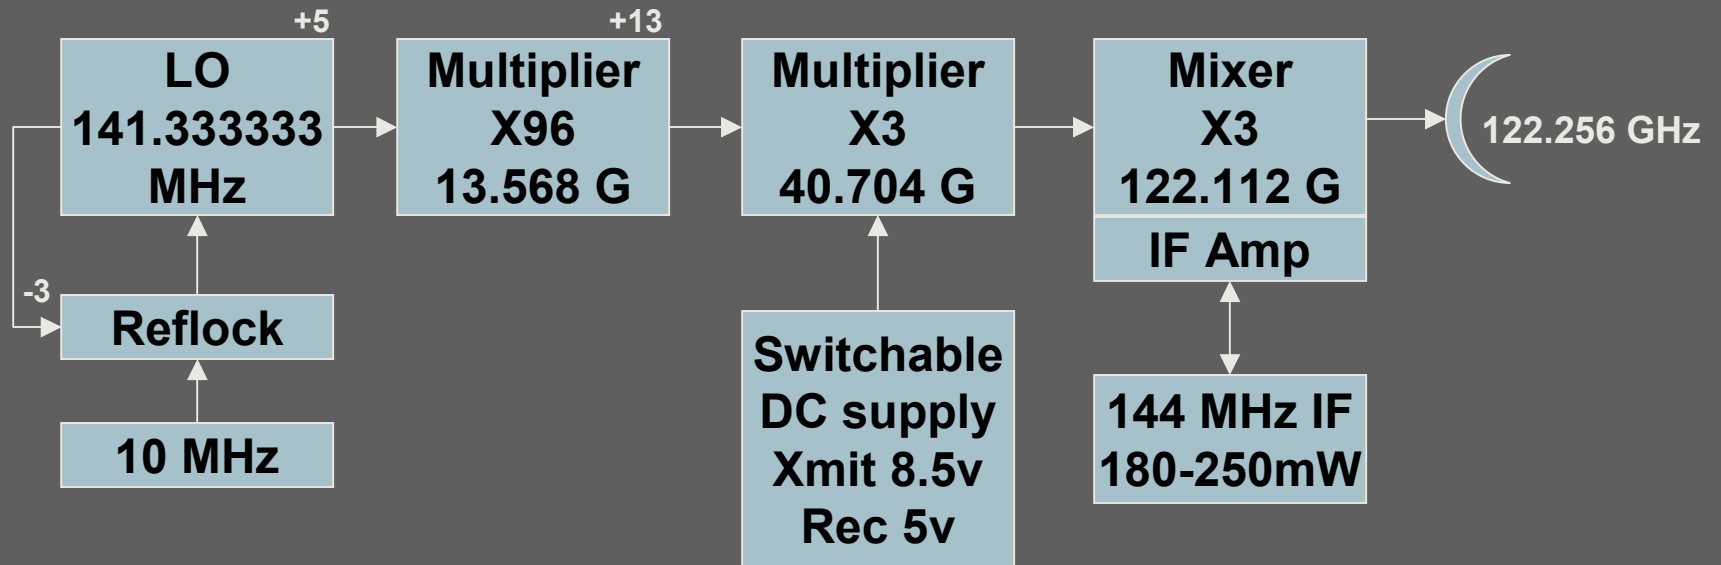 +5
LO
141.333333
MHz
+13
Multiplier
X96
13.568 G
Multiplier
X3
40.704 G
Mixer
X3
122.112 G
IF Amp
122.256 GHz
-3
Reflock
10 MHz
Switchable
DC supply
Xmit 8.5v
Rec 5v
144 MHz IF
180-250mW